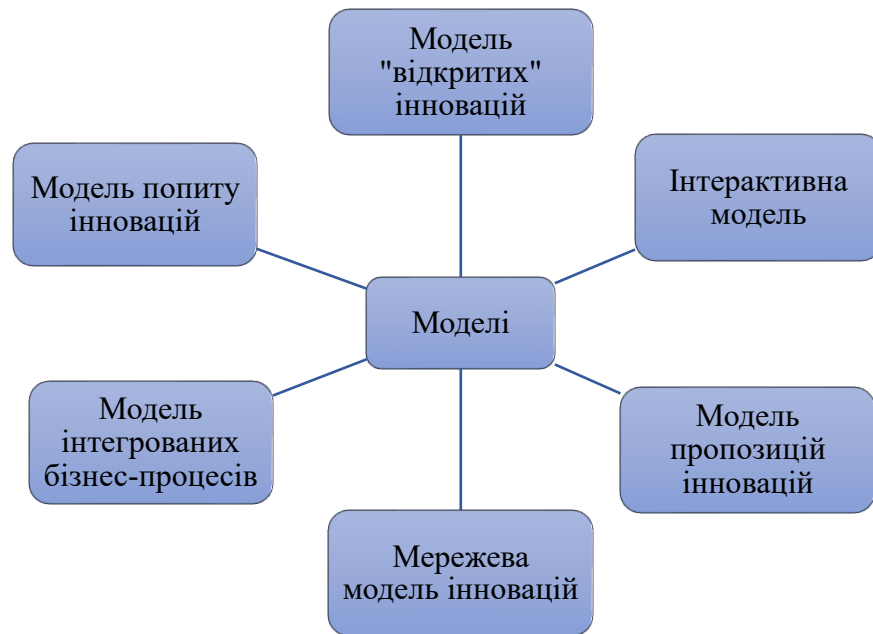 Модель
"відкритих"
інновацій
Модель попиту
інновацій
Інтерактивна
модель
Моделі
Модель
інтегрованих
бізнес-процесів
Модель
пропозицій
інновацій
Мережева
модель інновацій